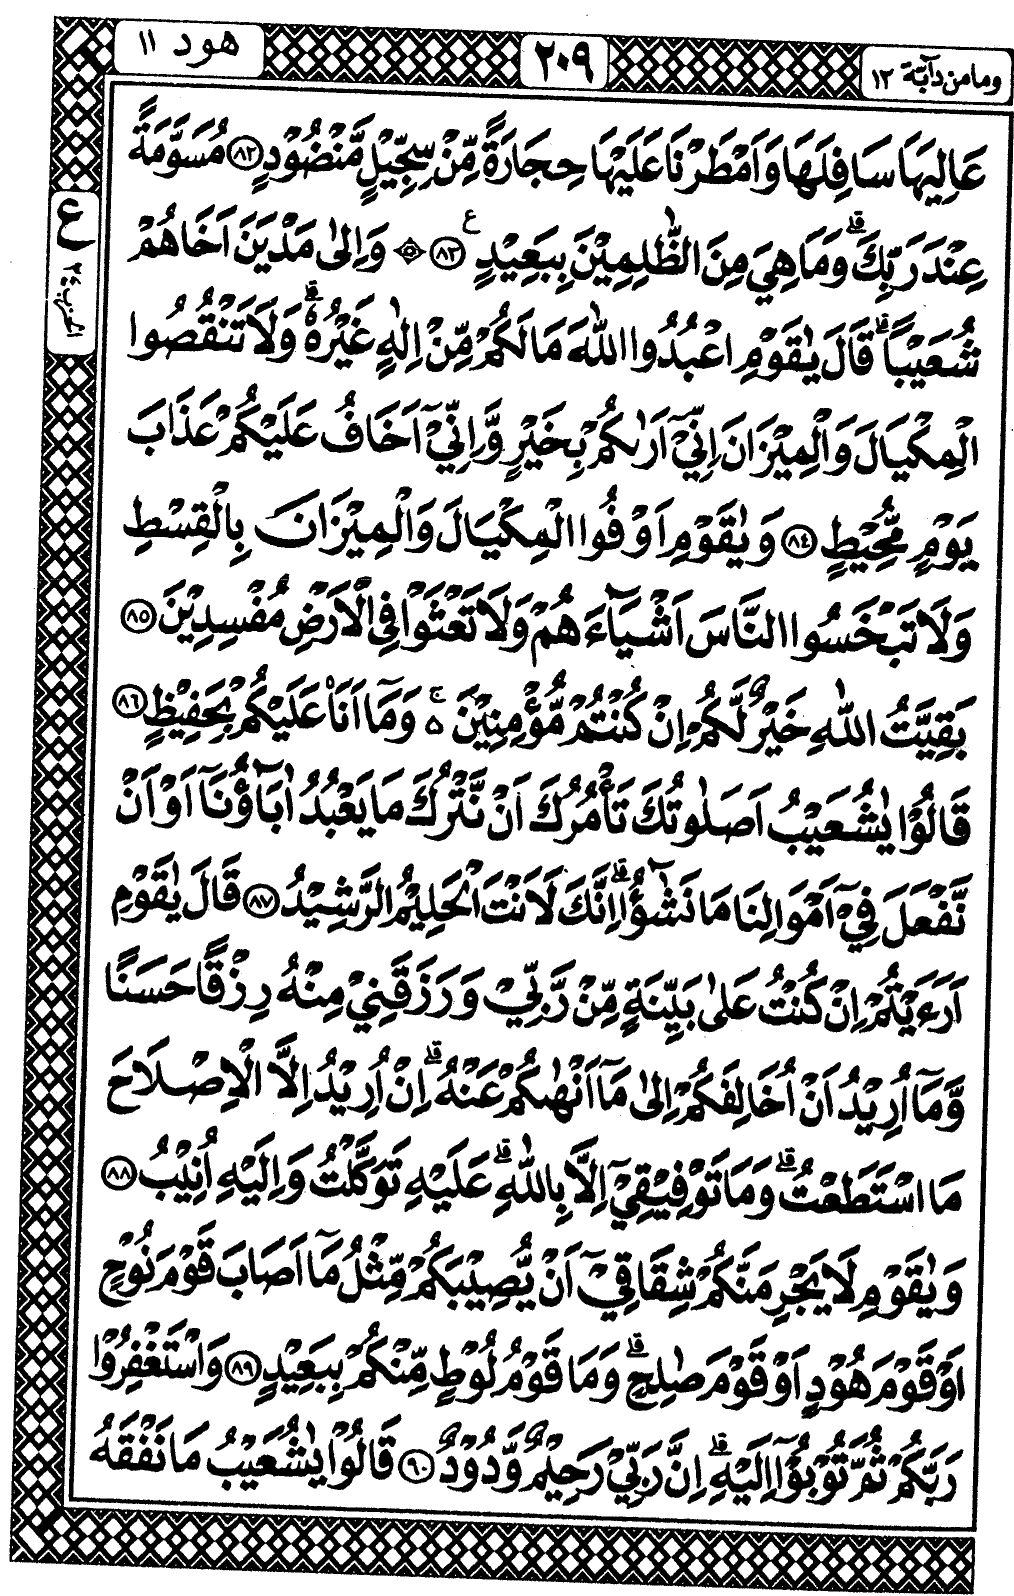 وما من دآبة ١٢
٢٠٩
هود ١١
عَالِيَهَا سَافِلَهَا وَاَمْطَرْنَا عَلَيْهَا حِجَارَةً مِّنْ سِجِّيْلٍ مَّنْضُوْدٍ ﴿٨٢﴾ مُسَوَّمَةً
عِنْدَ رَبِّكَ ۗ وَمَا هِيَ مِنَ الظّٰلِمِيْنَ بِبَعِيْدٍ ﴿٨٣﴾ ۞ وَاِلٰى مَدْيَنَ اَخَاهُمْ
شُعَيْبًا ۗ قَالَ يٰقَوْمِ اعْبُدُوا اللّٰهَ مَا لَكُمْ مِّنْ اِلٰهٍ غَيْرُهٗ ۗ وَلَا تَنْقُصُوا
الْمِكْيَالَ وَالْمِيْزَانَ اِنِّيْٓ اَرٰىكُمْ بِخَيْرٍ وَّاِنِّيْٓ اَخَافُ عَلَيْكُمْ عَذَابَ
يَوْمٍ مُّحِيْطٍ ﴿٨٤﴾ وَيٰقَوْمِ اَوْفُوا الْمِكْيَالَ وَالْمِيْزَانَ بِالْقِسْطِ
وَلَا تَبْخَسُوا النَّاسَ اَشْيَاۤءَهُمْ وَلَا تَعْثَوْا فِى الْاَرْضِ مُفْسِدِيْنَ ﴿٨٥﴾
بَقِيَّتُ اللّٰهِ خَيْرٌ لَّكُمْ اِنْ كُنْتُمْ مُّؤْمِنِيْنَ ەۚ وَمَآ اَنَا۠ عَلَيْكُمْ بِحَفِيْظٍ ﴿٨٦﴾
قَالُوْا يٰشُعَيْبُ اَصَلٰوتُكَ تَأْمُرُكَ اَنْ نَّتْرُكَ مَا يَعْبُدُ اٰبَاۤؤُنَآ اَوْ اَنْ
نَّفْعَلَ فِيْٓ اَمْوَالِنَا مَا نَشٰۤؤُا ۗ اِنَّكَ لَاَنْتَ الْحَلِيْمُ الرَّشِيْدُ ﴿٨٧﴾ قَالَ يٰقَوْمِ
اَرَءَيْتُمْ اِنْ كُنْتُ عَلٰى بَيِّنَةٍ مِّنْ رَّبِّيْ وَرَزَقَنِيْ مِنْهُ رِزْقًا حَسَنًا
وَّمَآ اُرِيْدُ اَنْ اُخَالِفَكُمْ اِلٰى مَآ اَنْهٰىكُمْ عَنْهُ ۗ اِنْ اُرِيْدُ اِلَّا الْاِصْلَاحَ
مَا اسْتَطَعْتُ ۗ وَمَا تَوْفِيْقِيْٓ اِلَّا بِاللّٰهِ ۗ عَلَيْهِ تَوَكَّلْتُ وَاِلَيْهِ اُنِيْبُ ﴿٨٨﴾
وَيٰقَوْمِ لَا يَجْرِمَنَّكُمْ شِقَاقِيْٓ اَنْ يُّصِيْبَكُمْ مِّثْلُ مَآ اَصَابَ قَوْمَ نُوْحٍ
اَوْ قَوْمَ هُوْدٍ اَوْ قَوْمَ صٰلِحٍ ۗ وَمَا قَوْمُ لُوْطٍ مِّنْكُمْ بِبَعِيْدٍ ﴿٨٩﴾ وَاسْتَغْفِرُوْا
رَبَّكُمْ ثُمَّ تُوْبُوْٓا اِلَيْهِ ۗ اِنَّ رَبِّيْ رَحِيْمٌ وَّدُوْدٌ ﴿٩٠﴾ قَالُوْا يٰشُعَيْبُ مَا نَفْقَهُ
ع